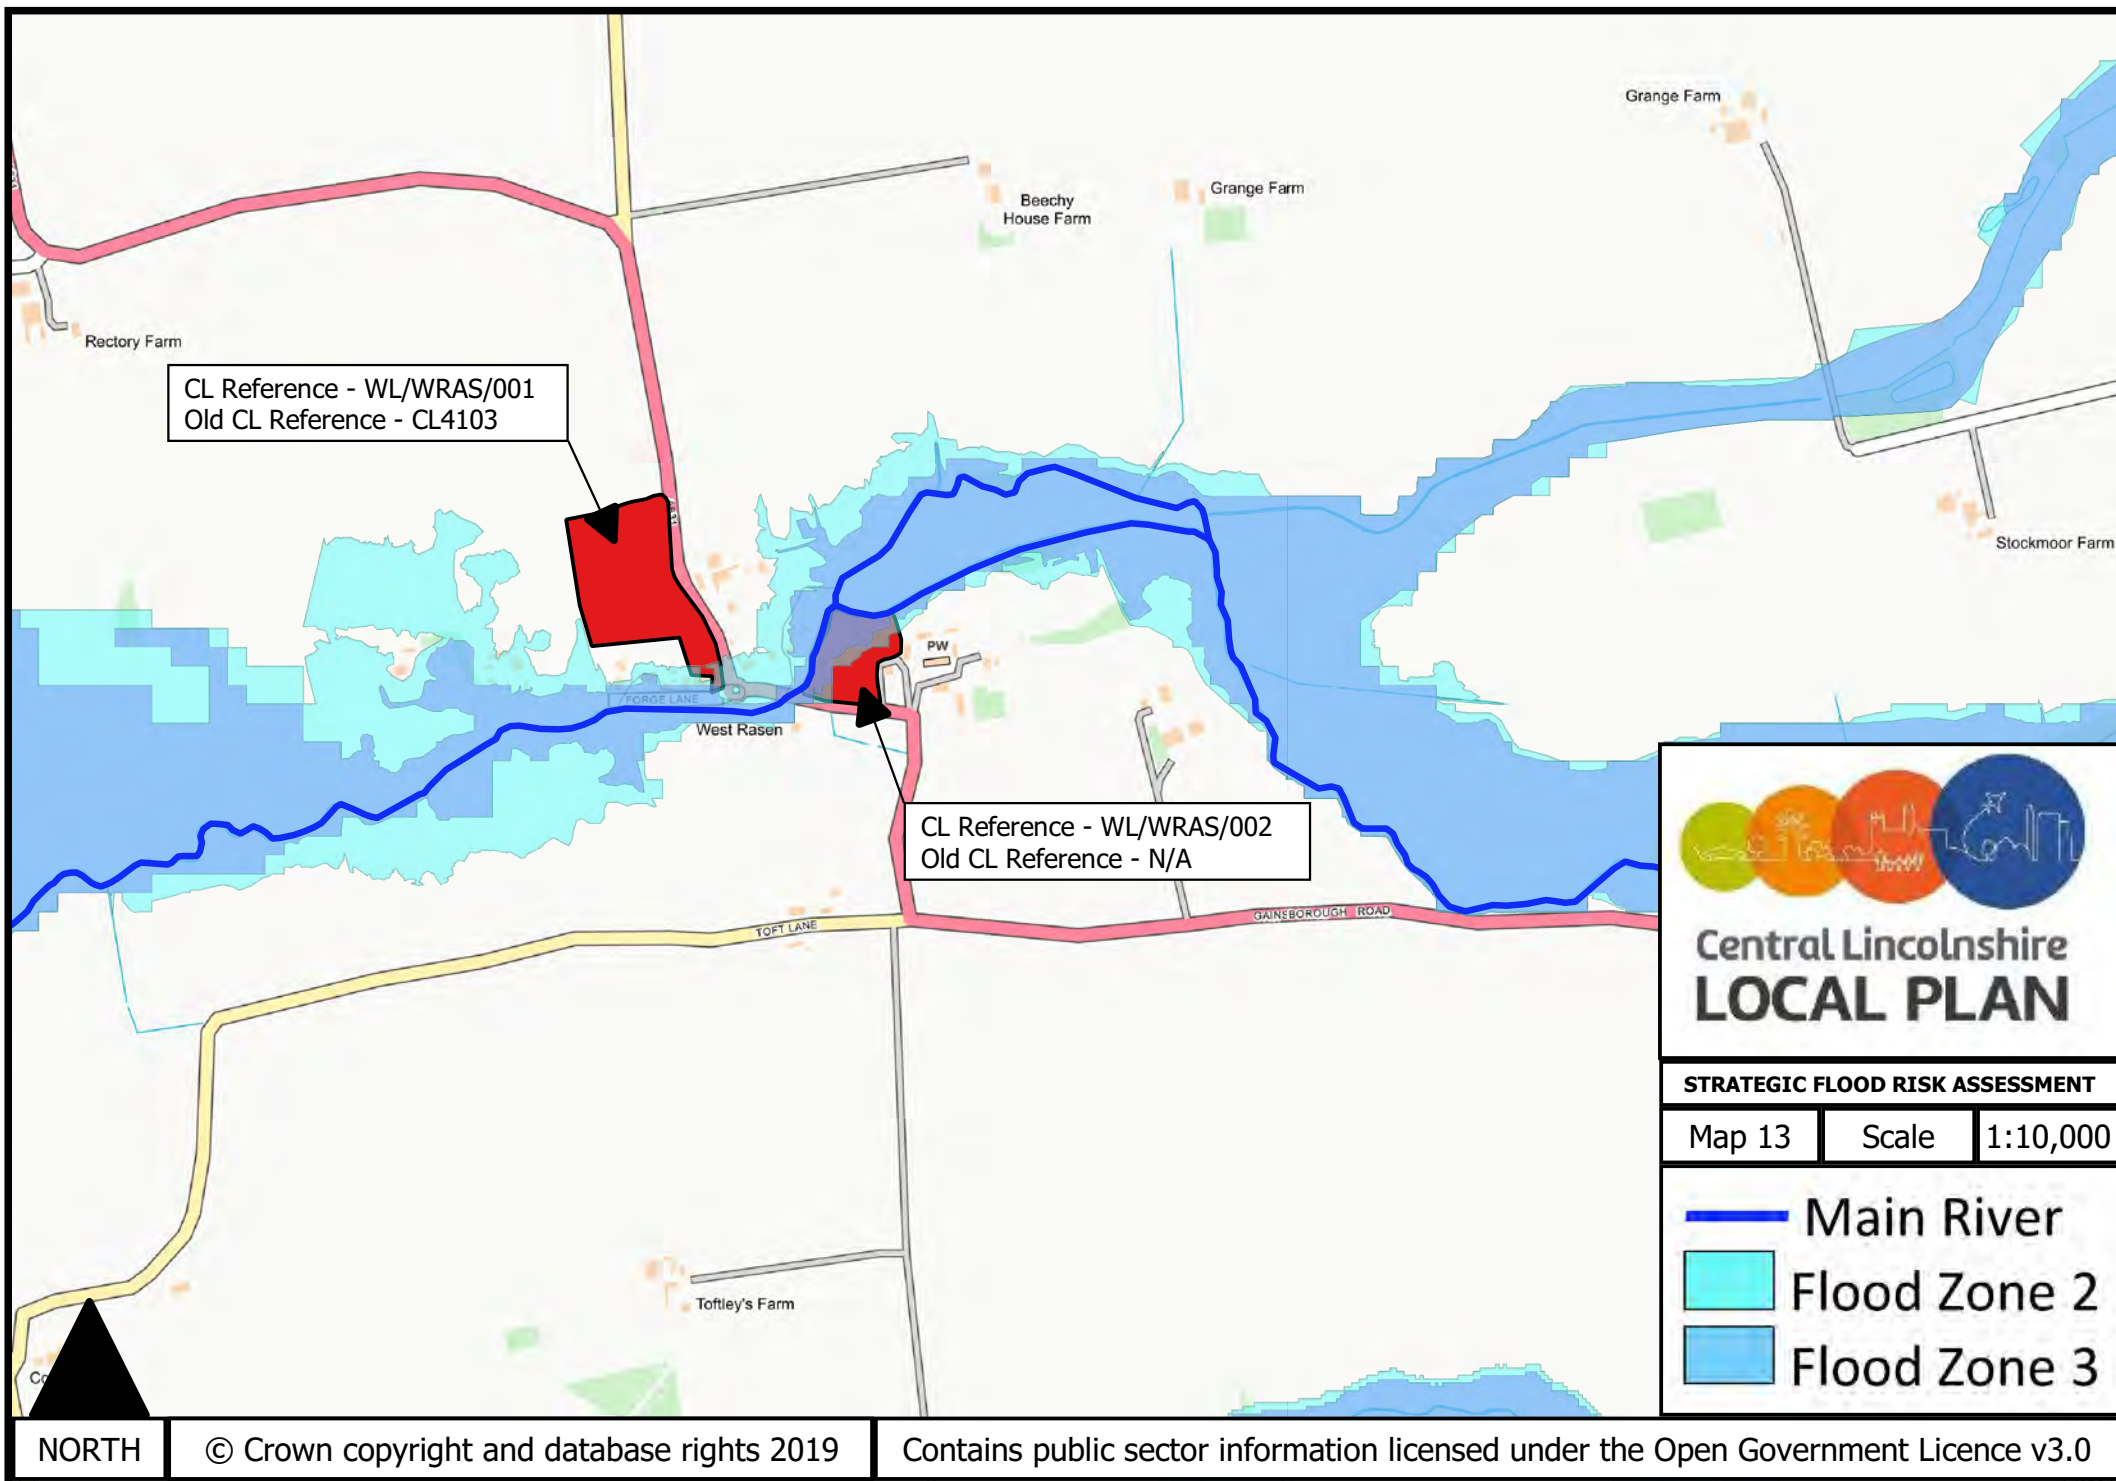 Grange Farm
Grange Farm
Beechy
House Farm
Rectory Farm
CL Reference - WL/WRAS/001
Old CL Reference - CL4103
Stockmoor Farm
PW
FORGE LANE
West Rasen
CL Reference - WL/WRAS/002
Old CL Reference - N/A
GAINSBOROUGH ROAD
TOFT LANE
Central Lincolnshire
LOCAL PLAN
STRATEGIC FLOOD RISK ASSESSMENT
Map 13
Scale
1:10,000
Main River
Flood Zone 2
Flood Zone 3
Toftley's Farm
NORTH
© Crown copyright and database rights 2019
Contains public sector information licensed under the Open Government Licence v3.0